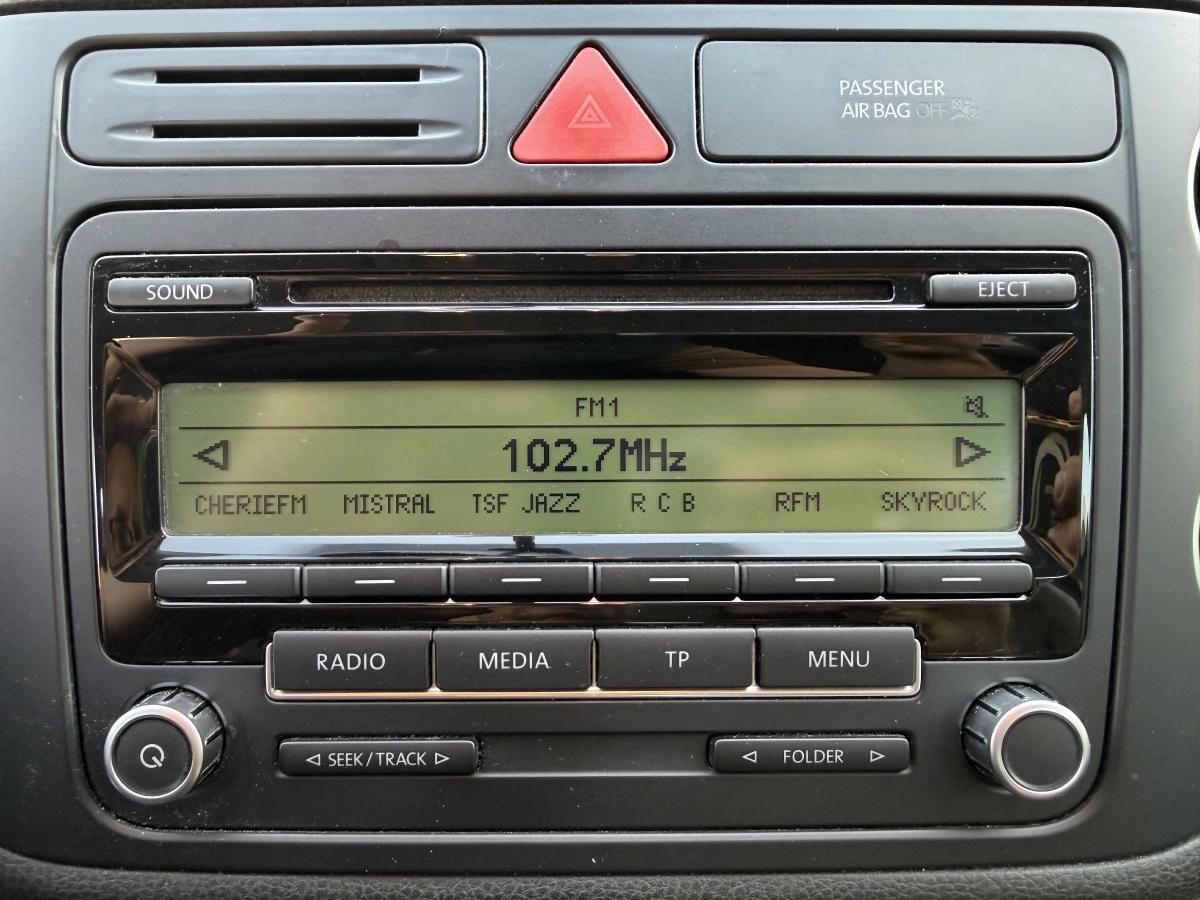 PASSENGER
AIR BAG OFF
SOUND
EJECT
FM1
102.7MHz
CHERIEFM MISTRAL TSF JAZZ R C B RFM SKYROCK
RADIO MEDIA TP MENU
SEEK / TRACK
FOLDER